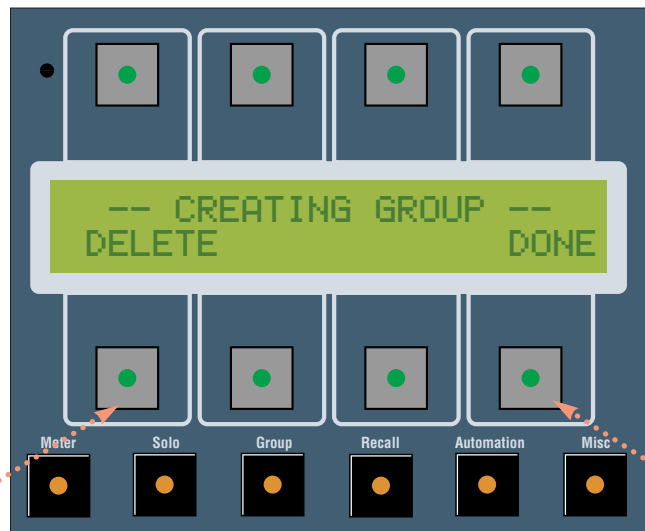 -- CREATING GROUP --
DELETE DONE
Meter Solo Group Recall Automation Misc